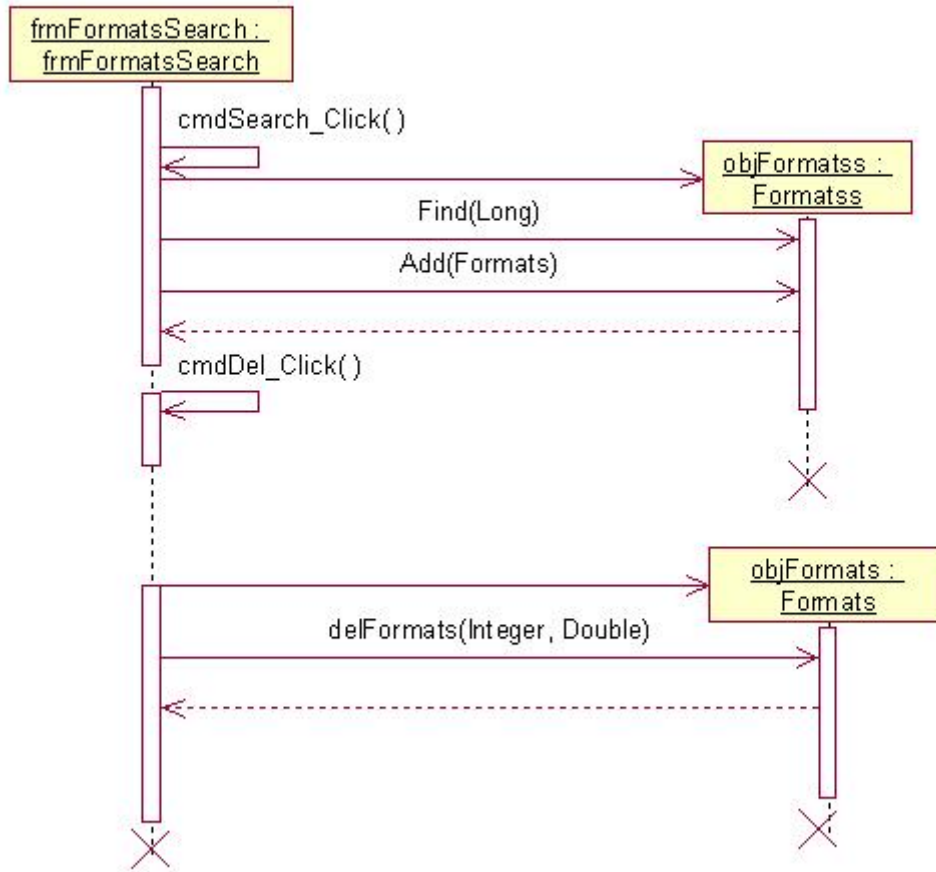 frmFormatsSearch :
frmFormatsSearch
cmdSearch_Click( )
objFormatss :
Formatss
Find(Long)
Add(Formats)
cmdDel_Click( )
objFormats :
Formats
delFormats(Integer, Double)